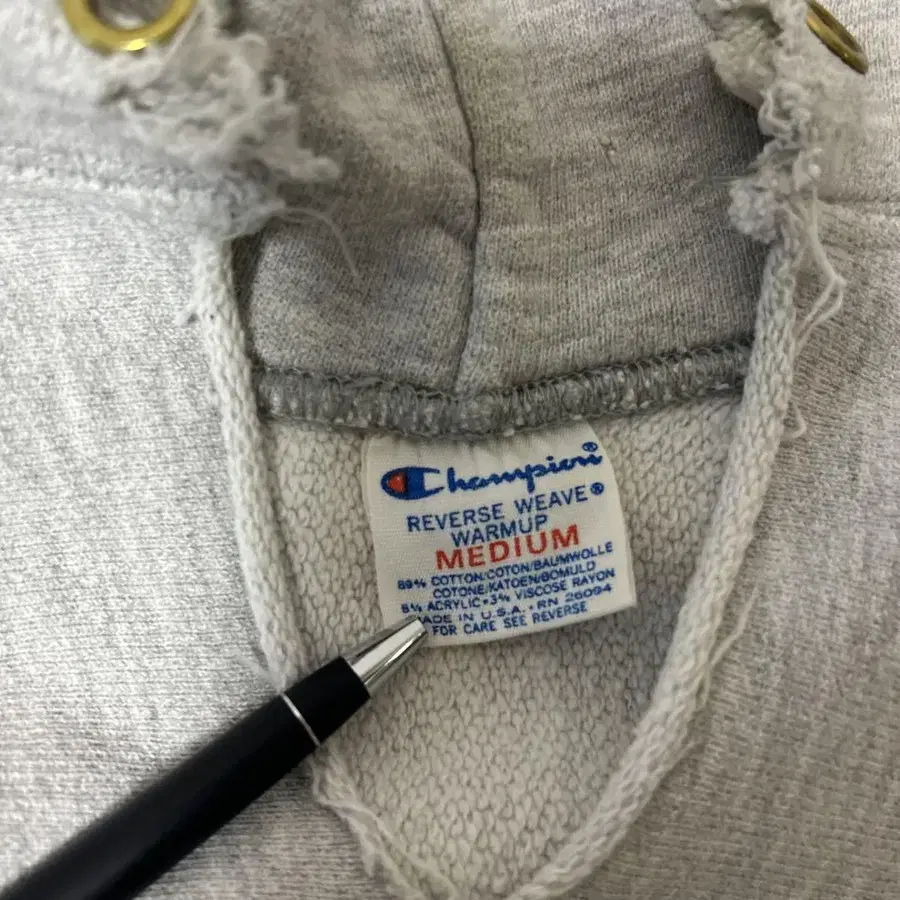 Champion®
REVERSE WEAVE®
WARMUP
MEDIUM
89% COTTON/COTON/BAUMWOLLE
COTONE/KATOEN/BOMULD
8% ACRYLIC•3% VISCOSE RAYON
MADE IN U.S.A.•RN 26094
FOR CARE SEE REVERSE